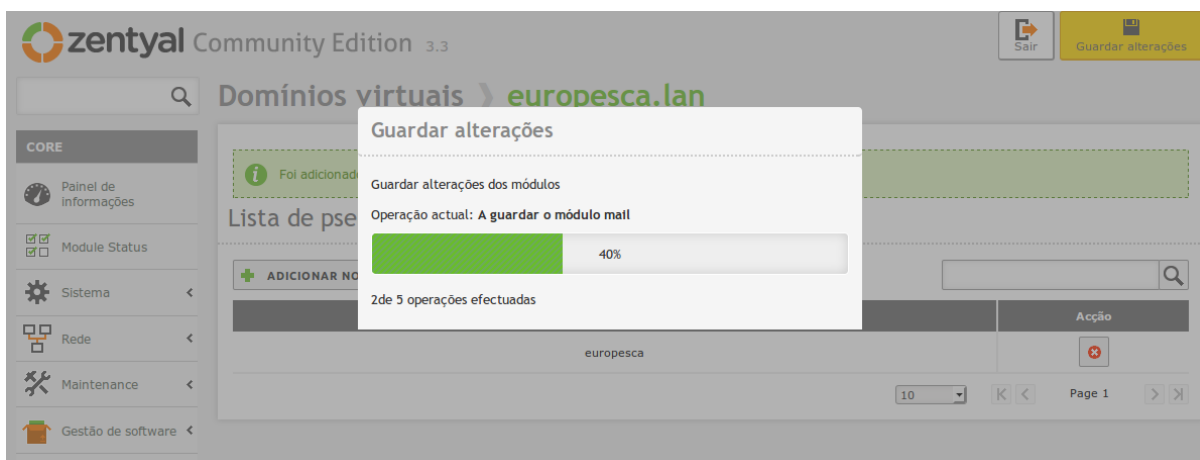 zentyal Community Edition 3.3
Sair
Guardar alterações
Domínios virtuais europesca.lan
Guardar alterações
CORE
Foi adicionado
Guardar alterações dos módulos
Painel de
informações
Lista de pse
Operação actual: A guardar o módulo mail
40%
Module Status
ADICIONAR NO
Sistema
2de 5 operações efectuadas
Acção
Rede
europesca
Maintenance
10
Page 1
Gestão de software